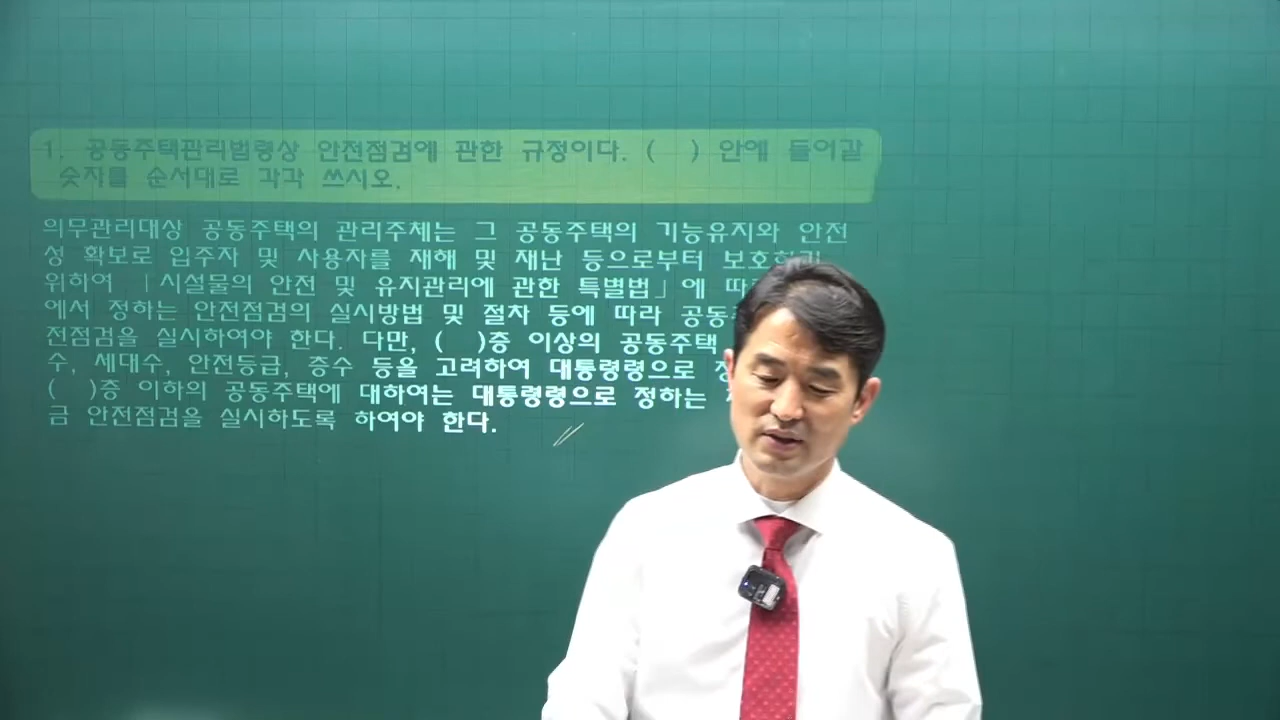 1. 공동주택관리법령상 안전점검에 관한 규정이다. (  ) 안에 들어갈
숫자를 순서대로 각각 쓰시오.
의무관리대상 공동주택의 관리주체는 그 공동주택의 기능유지와 안전
성 확보로 입주자 및 사용자를 재해 및 재난 등으로부터
위하여 「시설물의 안전 및 유지관리에 관한 특별법」에
에서 정하는 안전점검의 실시방법 및 절차 등에 따라
전점검을 실시하여야 한다. 다만, (  )층 이상의 공동주택
수, 세대수, 안전등급, 층수 등을 고려하여 대통령령으로
(  )층 이하의 공동주택에 대하여는 대통령령으로 정하는
금 안전점검을 실시하도록 하여야 한다.